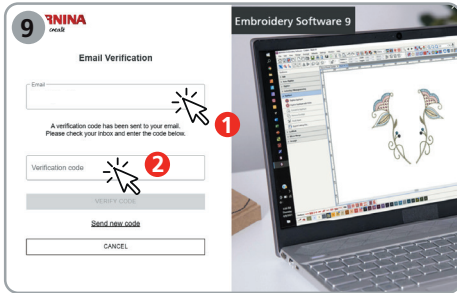 9
RNINA
create
Embroidery Software 9
Email Verification
Email
1
A verification code has been sent to your email.
Please check your Inbox and enter the code below.
Verification code
2
VERIFY CODE
Send new code
CANCEL